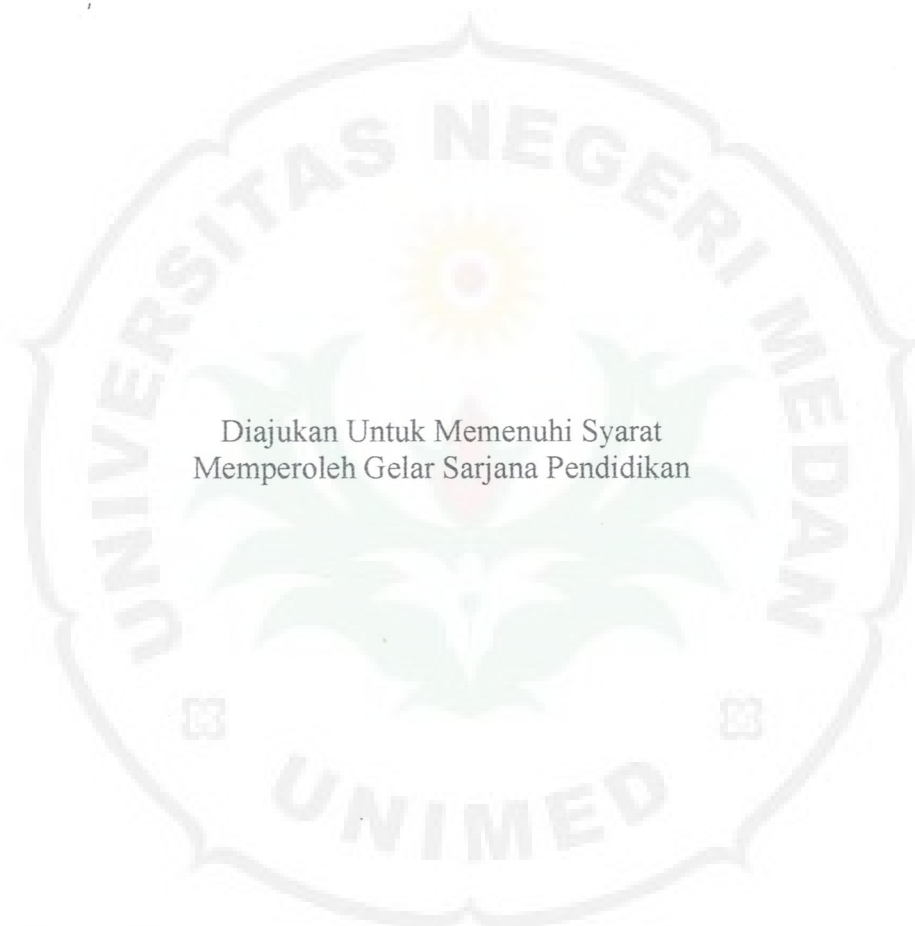 UNIVERSITAS NEGERI MEDAN
Diajukan Untuk Memenuhi Syarat
Memperoleh Gelar Sarjana Pendidikan
UNIMED